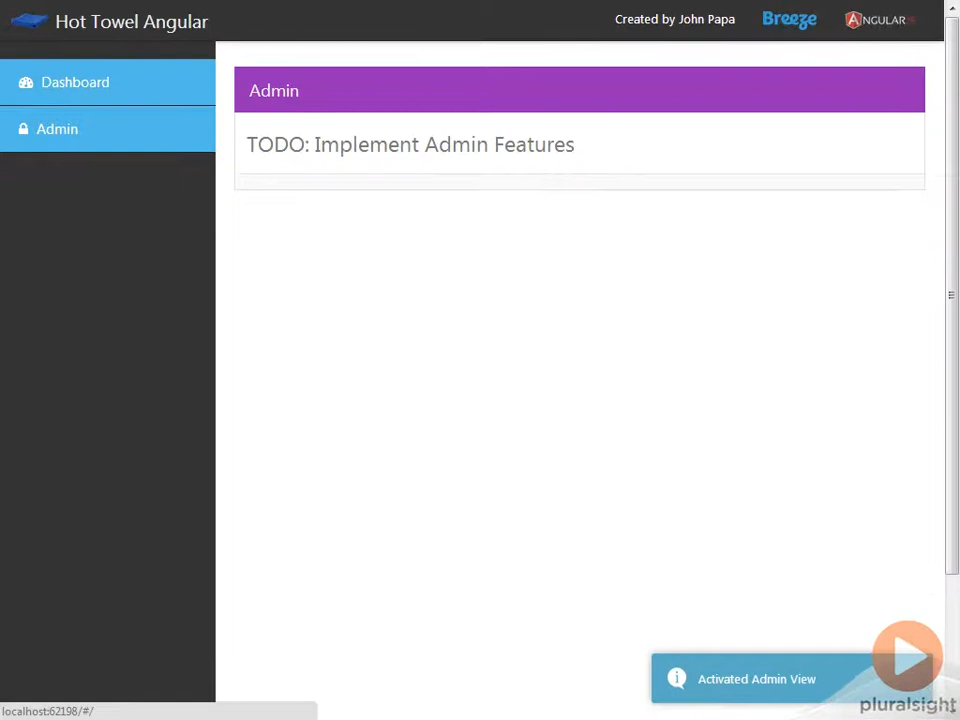 Hot Towel Angular
Created by John Papa
Breeze
ANGULARJS
Dashboard
Admin
Admin
TODO: Implement Admin Features
Activated Admin View
pluralsight
localhost:62198/#/